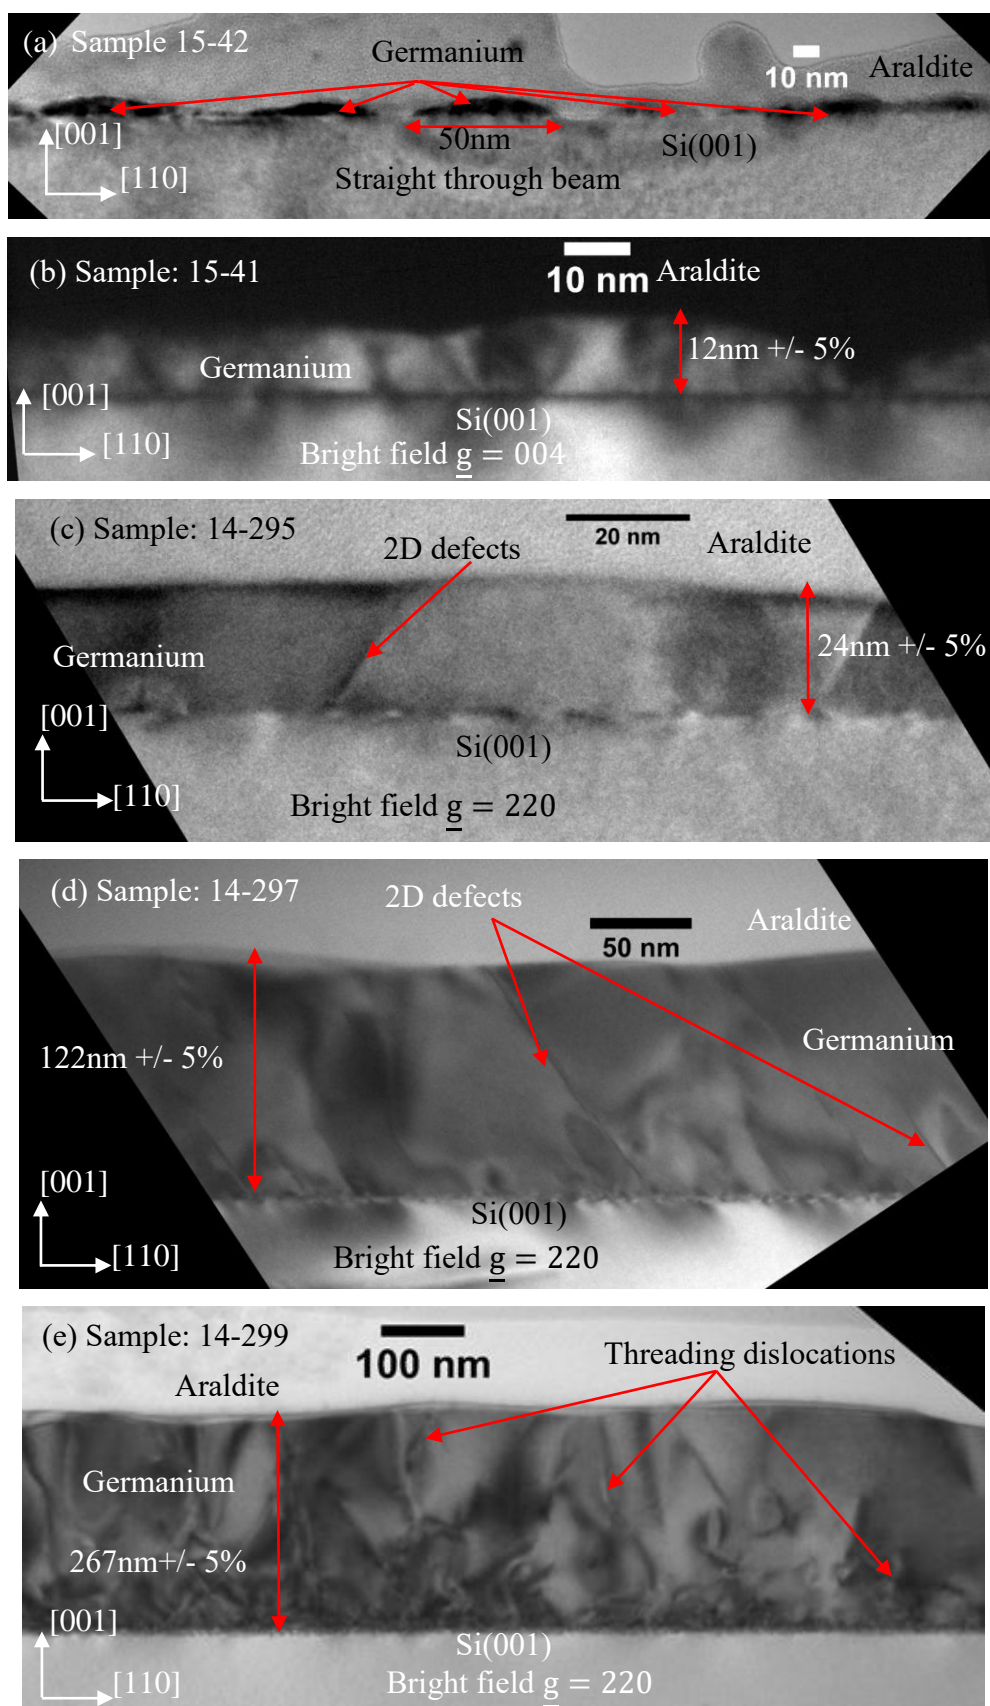 (a) Sample 15-42
Germanium
10 nm
Araldite
[001]
50nm
Si(001)
[110]
Straight through beam
(b) Sample: 15-41
10 nm
Araldite
12nm +/- 5%
Germanium
[001]
Si(001)
[110]
Bright field g = 004
(c) Sample: 14-295
20 nm
2D defects
Araldite
Germanium
24nm +/- 5%
[001]
Si(001)
[110]
Bright field g = 220
(d) Sample: 14-297
2D defects
50 nm
Araldite
122nm +/- 5%
Germanium
[001]
Si(001)
[110]
Bright field g = 220
(e) Sample: 14-299
100 nm
Threading dislocations
Araldite
Germanium
267nm+/- 5%
[001]
Si(001)
[110]
Bright field g = 220